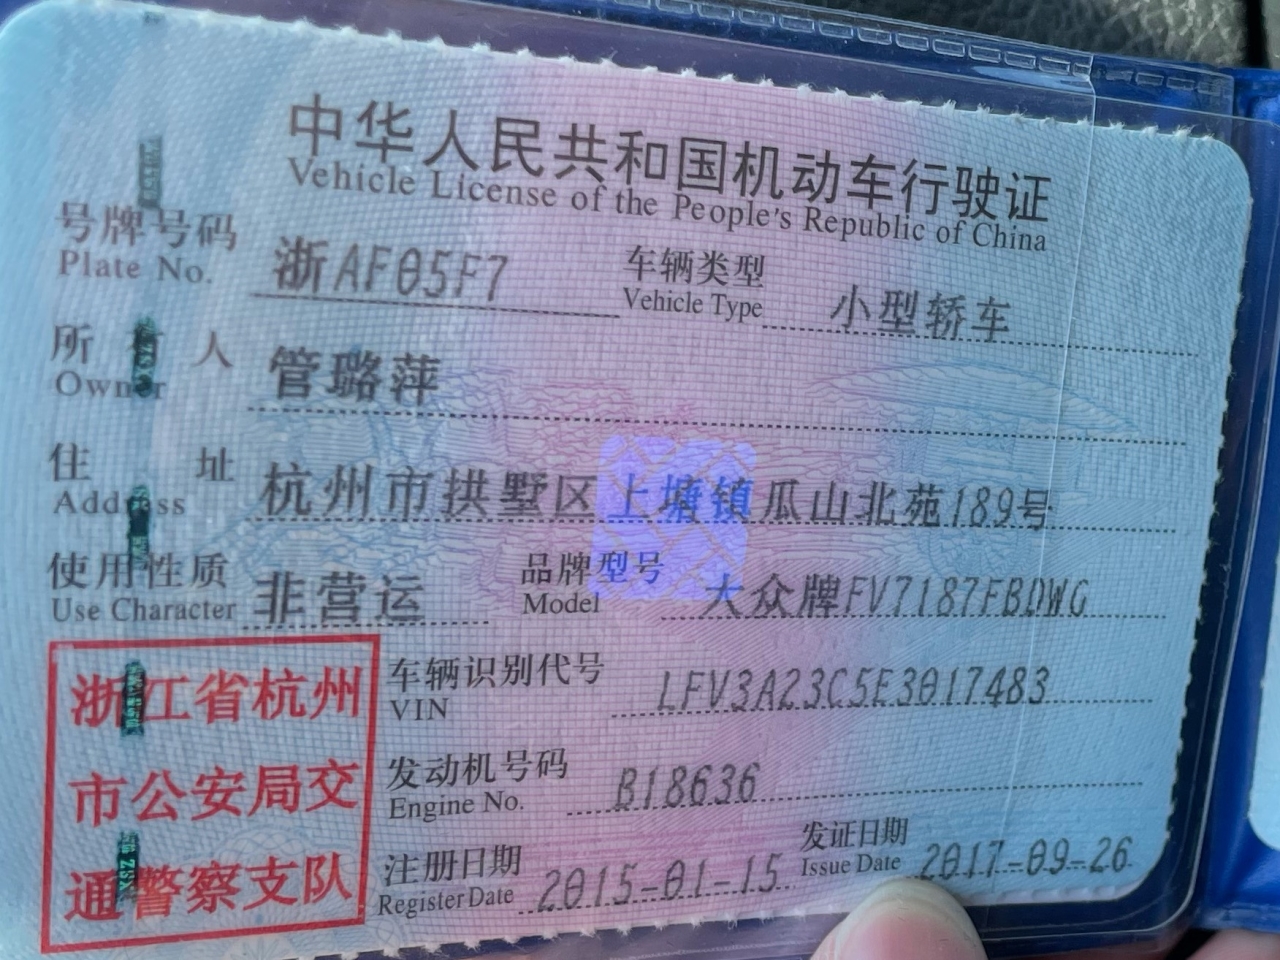 中华人民共和国机动车行驶证
Vehicle License of the People's Republic of China
号牌号码 浙AF05F7 车辆类型 小型轿车
Plate No. Vehicle Type
所有人 管璐萍
Owner
住址 杭州市拱墅区上塘镇瓜山北苑189号
Address
使用性质 非营运 品牌型号 大众牌FV7187FBDWG
Use Character Model
车辆识别代号 LFV3A23C5E3017483
VIN
发动机号码 B18636
Engine No.
注册日期 2015-01-15 发证日期 2017-09-26
Register Date Issue Date
浙江省杭州
市公安局交
通警察支队